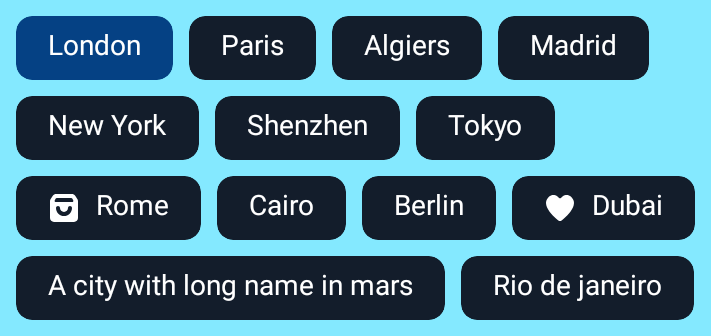 London Paris Algiers Madrid
New York Shenzhen Tokyo
Rome Cairo Berlin Dubai
A city with long name in mars Rio de janeiro